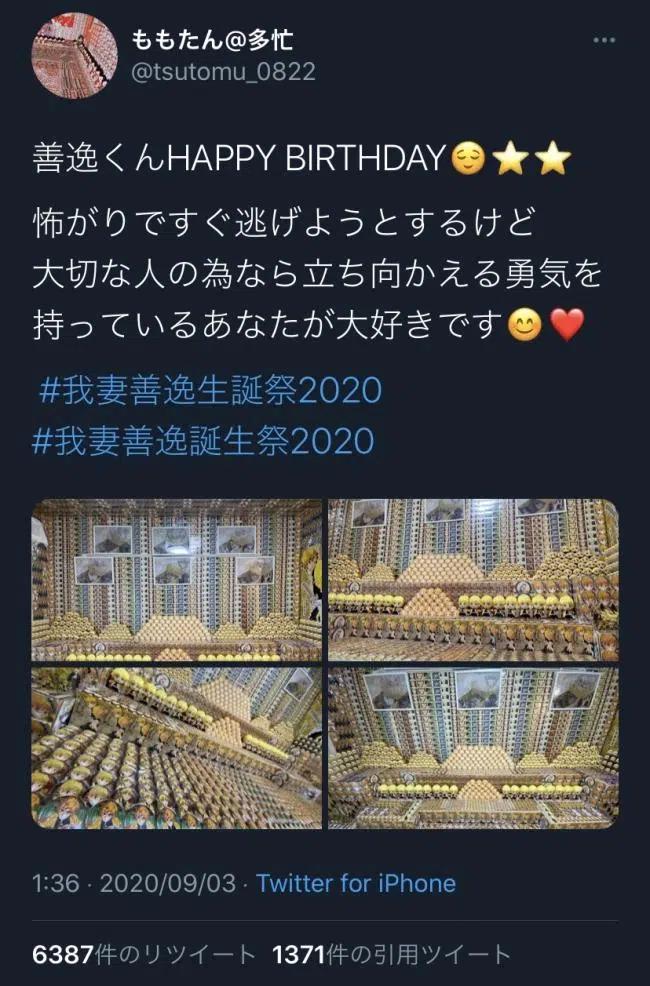 ももたん@多忙
@tsutomu_0822
善逸くんHAPPY BIRTHDAY😌⭐⭐
怖がりですぐ逃げようとするけど
大切な人の為なら立ち向かえる勇気を
持っているあなたが大好きです😊❤️
#我妻善逸生誕祭2020
#我妻善逸誕生祭2020
1:36 · 2020/09/03 · Twitter for iPhone
6387件のリツイート 1371件の引用ツイート